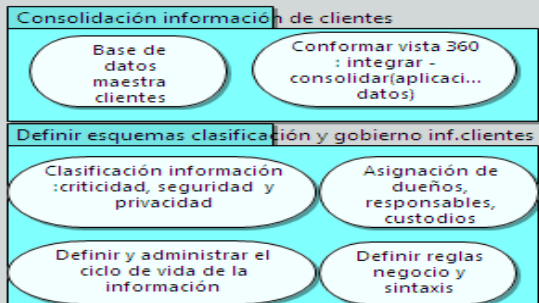 Consolidación información de clientes
Base de
datos
maestra
clientes
Conformar vista 360
: integrar -
consolidar(aplicaci...
datos)
Definir esquemas clasificación y gobierno inf.clientes
Clasificación información
:criticidad, seguridad y
privacidad
Asignación de
dueños,
responsables,
custodios
Definir y administrar el
ciclo de vida de la
información
Definir reglas
negocio y
sintaxis